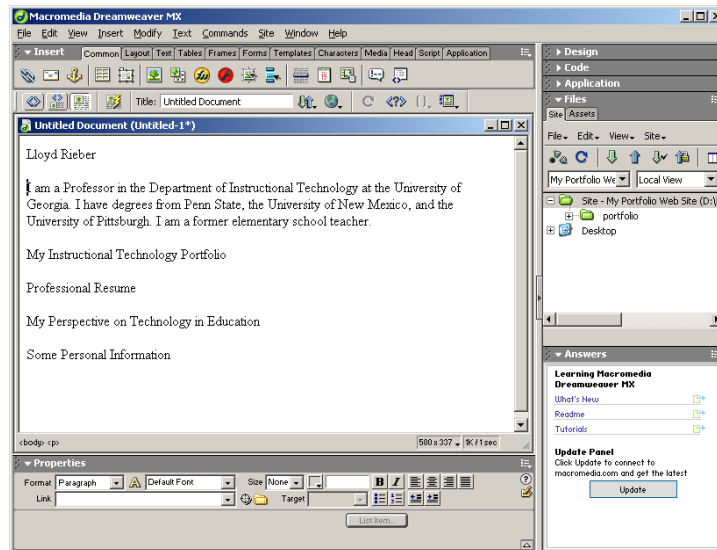 Macromedia Dreamweaver MX
File Edit View Insert Modify Text Commands Site Window Help
Insert Common Layout Text Tables Frames Forms Templates Characters Media Head Script Application
Title: Untitled Document
Untitled Document (Untitled-1*)
Lloyd Rieber
I am a Professor in the Department of Instructional Technology at the University of
Georgia. I have degrees from Penn State, the University of New Mexico, and the
University of Pittsburgh. I am a former elementary school teacher.
My Instructional Technology Portfolio
Professional Resume
My Perspective on Technology in Education
Some Personal Information
<body> <p>
580 x 337 1K / 1 sec
Properties
Format Paragraph Default Font Size None B I
Link Target
List Item...
Design
Code
Application
Files
Site Assets
File Edit View Site
My Portfolio We Local View
Site - My Portfolio Web Site (D:\
portfolio
Desktop
Answers
Learning Macromedia
Dreamweaver MX
What's New
Readme
Tutorials
Update Panel
Click Update to connect to
macromedia.com and get the latest
Update